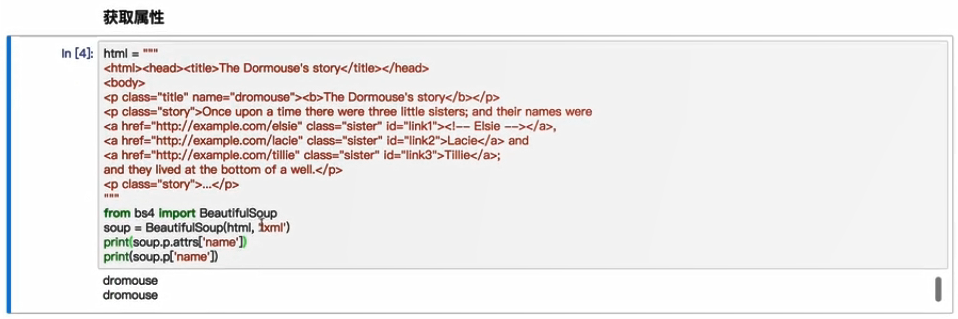 获取属性
In [4]: html = """
<html><head><title>The Dormouse's story</title></head>
<body>
<p class="title" name="dromouse"><b>The Dormouse's story</b></p>
<p class="story">Once upon a time there were three little sisters; and their names were
<a href="http://example.com/elsie" class="sister" id="link1"><!-- Elsie --></a>,
<a href="http://example.com/lacie" class="sister" id="link2">Lacie</a> and
<a href="http://example.com/tillie" class="sister" id="link3">Tillie</a>;
and they lived at the bottom of a well.</p>
<p class="story">...</p>
"""
from bs4 import BeautifulSoup
soup = BeautifulSoup(html, 'lxml')
print(soup.p.attrs['name'])
print(soup.p['name'])
dromouse
dromouse